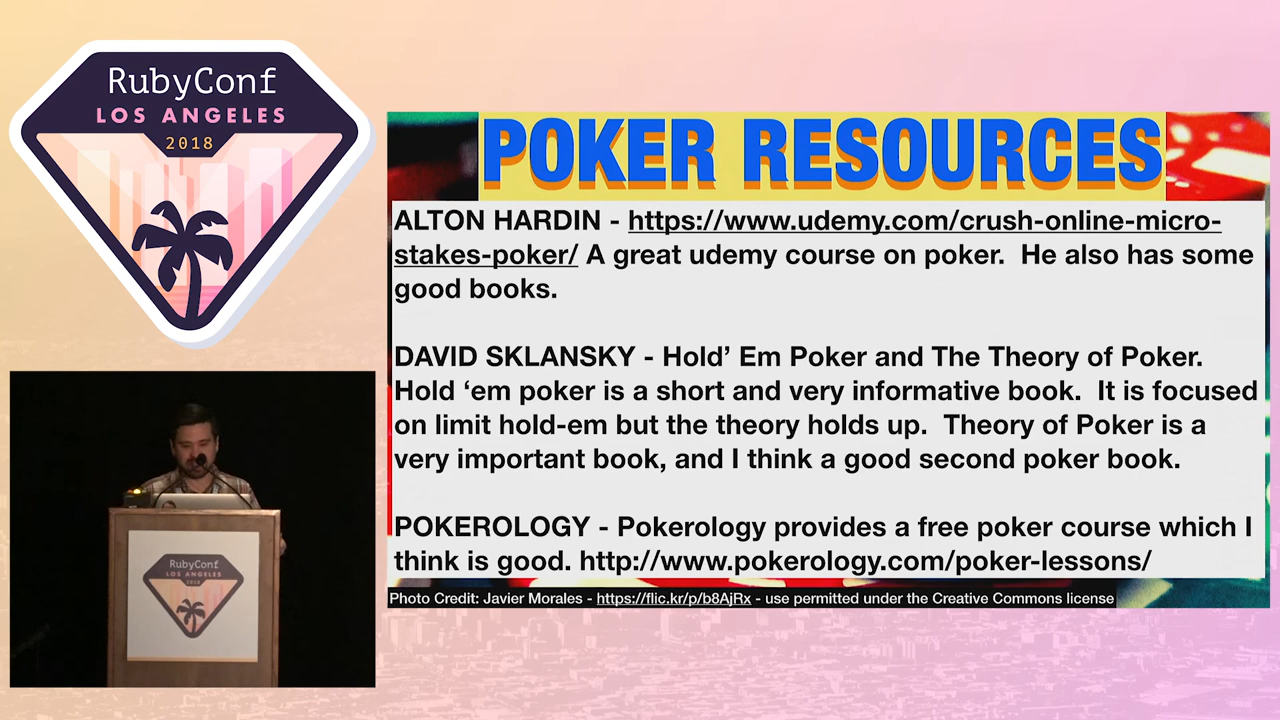 RubyConf
LOS ANGELES
2018
POKER RESOURCES
ALTON HARDIN - https://www.udemy.com/crush-online-micro-
stakes-poker/ A great udemy course on poker.  He also has some
good books.
DAVID SKLANSKY - Hold’ Em Poker and The Theory of Poker.
Hold ‘em poker is a short and very informative book.  It is focused
on limit hold-em but the theory holds up.  Theory of Poker is a
very important book, and I think a good second poker book.
POKEROLOGY - Pokerology provides a free poker course which I
think is good. http://www.pokerology.com/poker-lessons/
Photo Credit: Javier Morales - https://flic.kr/p/b8AjRx - use permitted under the Creative Commons license
RubyConf
LOS ANGELES
2018